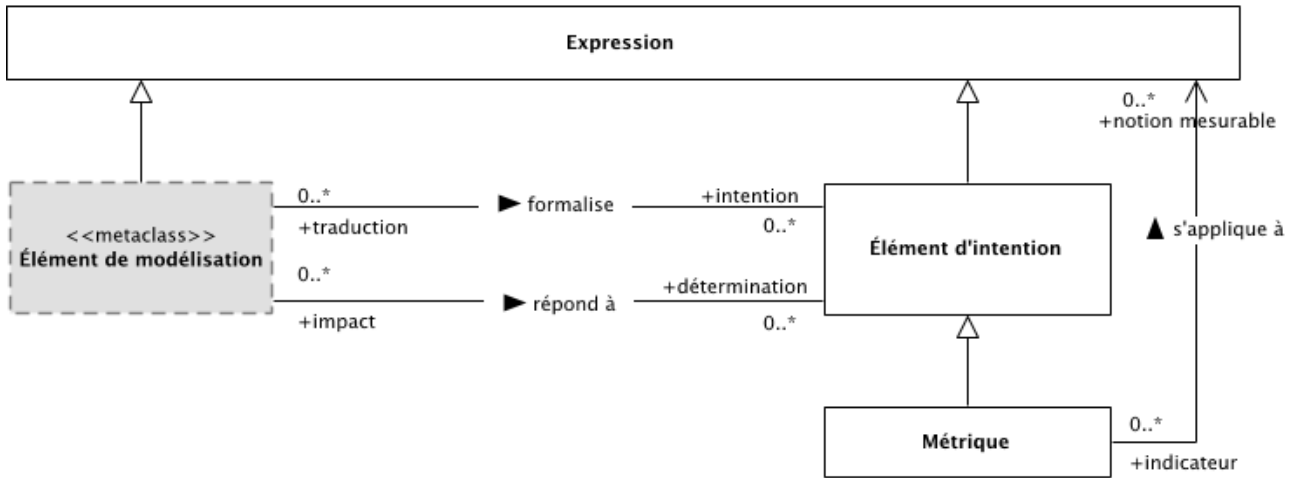 Expression
0..*
+notion mesurable
0..*
+traduction
formalise
+intention
0..*
<<metaclass>>
Élément de modélisation
Élément d'intention
s'applique à
0..*
+impact
répond à
+détermination
0..*
Métrique
0..*
+indicateur